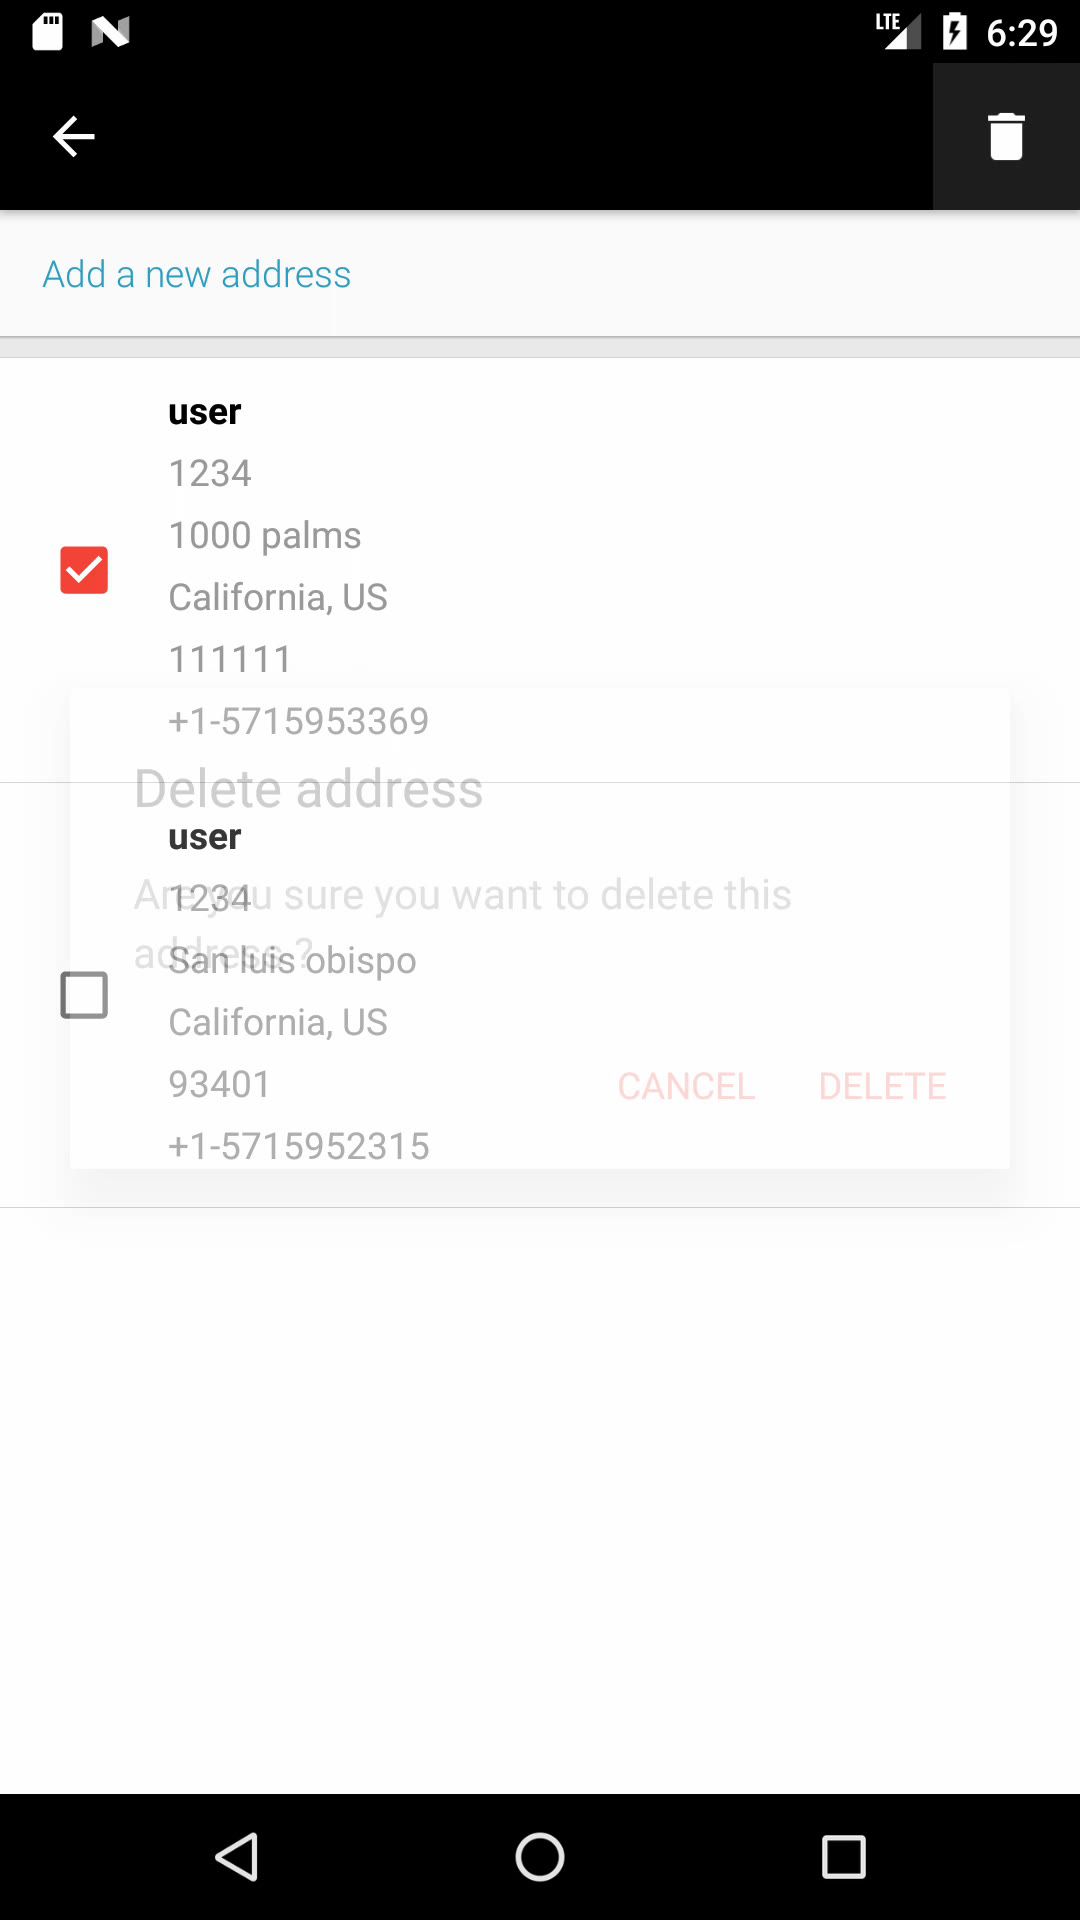 LTE 6:29
Add a new address
user
1234
1000 palms
California, US
111111
+1-5715953369
Delete address
user
Are you sure you want to delete this
1234
address ?
San luis obispo
California, US
93401
CANCEL DELETE
+1-5715952315